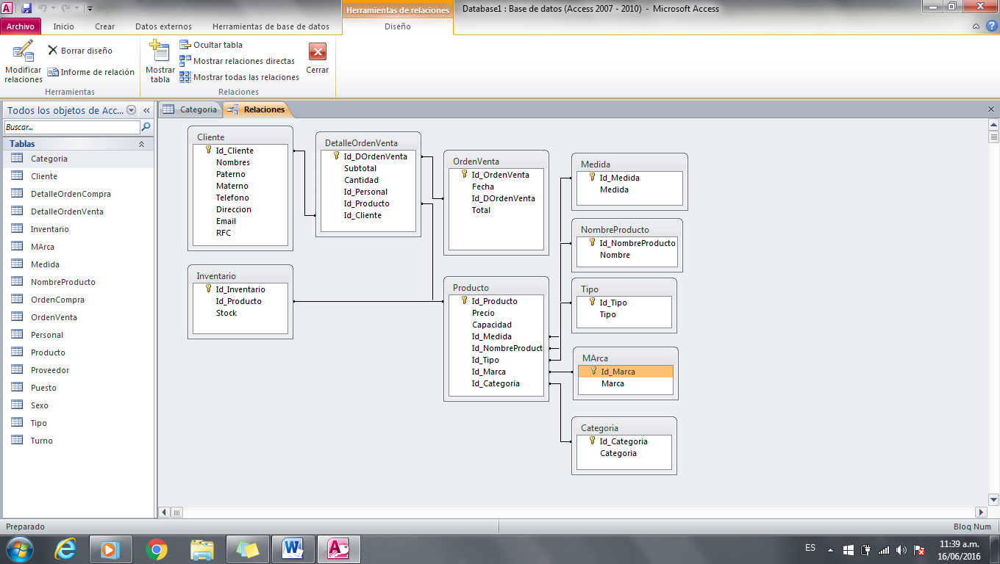 Herramientas de relaciones
Database1 : Base de datos (Access 2007 - 2010) - Microsoft Access
Archivo
Inicio
Crear
Datos externos
Herramientas de base de datos
Diseño
Modificar
relaciones
Borrar diseño
Informe de relación
Herramientas
Mostrar
tabla
Ocultar tabla
Mostrar relaciones directas
Mostrar todas las relaciones
Cerrar
Relaciones
Todos los objetos de Acc...
Buscar...
Tablas
Categoria
Cliente
DetalleOrdenCompra
DetalleOrdenVenta
Inventario
MArca
Medida
NombreProducto
OrdenCompra
OrdenVenta
Personal
Producto
Proveedor
Puesto
Sexo
Tipo
Turno
Categoria
Relaciones
Cliente
Id_Cliente
Nombres
Paterno
Materno
Telefono
Direccion
Email
RFC
DetalleOrdenVenta
Id_DOrdenVenta
Subtotal
Cantidad
Id_Personal
Id_Producto
Id_Cliente
OrdenVenta
Id_OrdenVenta
Fecha
Id_DOrdenVenta
Total
Medida
Id_Medida
Medida
NombreProducto
Id_NombreProducto
Nombre
Inventario
Id_Inventario
Id_Producto
Stock
Producto
Id_Producto
Precio
Capacidad
Id_Medida
Id_NombreProduct
Id_Tipo
Id_Marca
Id_Categoria
Tipo
Id_Tipo
Tipo
MArca
Id_Marca
Marca
Categoria
Id_Categoria
Categoria
Preparado
Bloq Num
ES
11:39 a.m.
16/06/2016